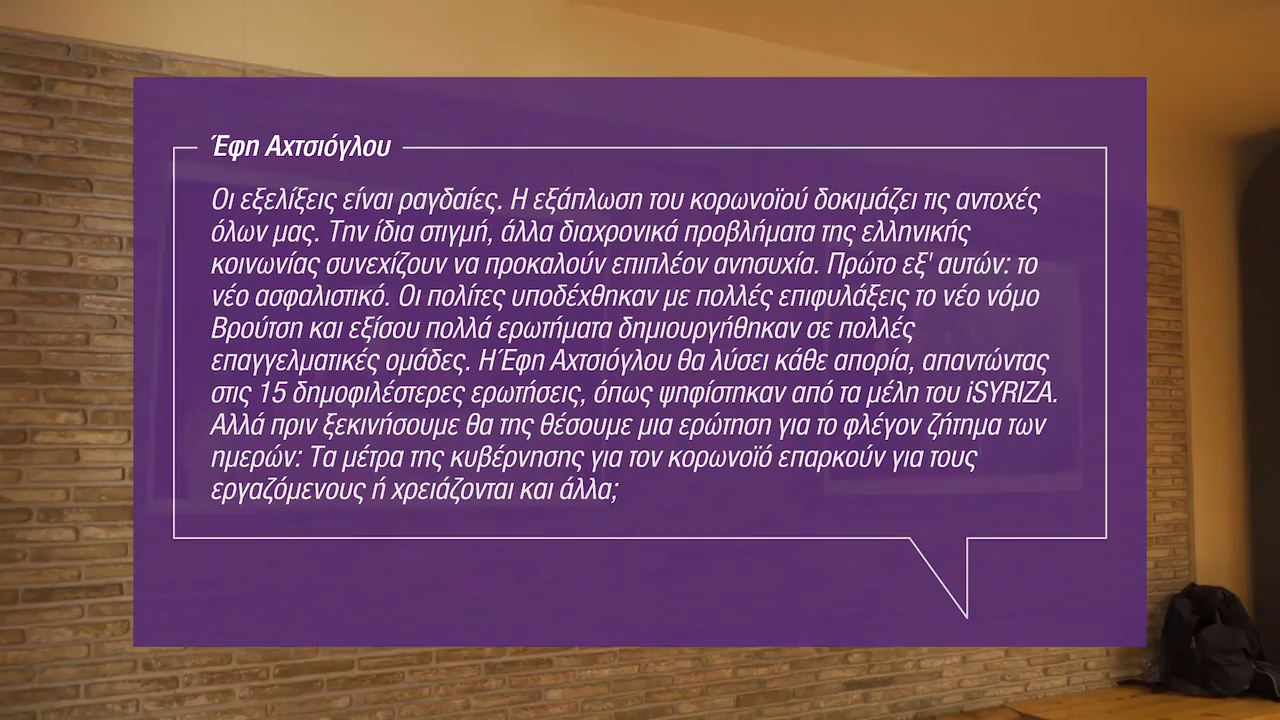 Έφη Αχτσιόγλου
Οι εξελίξεις είναι ραγδαίες. Η εξάπλωση του κορωνοϊού δοκιμάζει τις αντοχές
όλων μας. Την ίδια στιγμή, άλλα διαχρονικά προβλήματα της ελληνικής
κοινωνίας συνεχίζουν να προκαλούν επιπλέον ανησυχία. Πρώτο εξ' αυτών: το
νέο ασφαλιστικό. Οι πολίτες υποδέχθηκαν με πολλές επιφυλάξεις το νέο νόμο
Βρούτση και εξίσου πολλά ερωτήματα δημιουργήθηκαν σε πολλές
επαγγελματικές ομάδες. Η Έφη Αχτσιόγλου θα λύσει κάθε απορία, απαντώντας
στις 15 δημοφιλέστερες ερωτήσεις, όπως ψηφίστηκαν από τα μέλη του iSYRIZA.
Αλλά πριν ξεκινήσουμε θα της θέσουμε μια ερώτηση για το φλέγον ζήτημα των
ημερών: Τα μέτρα της κυβέρνησης για τον κορωνοϊό επαρκούν για τους
εργαζόμενους ή χρειάζονται και άλλα;